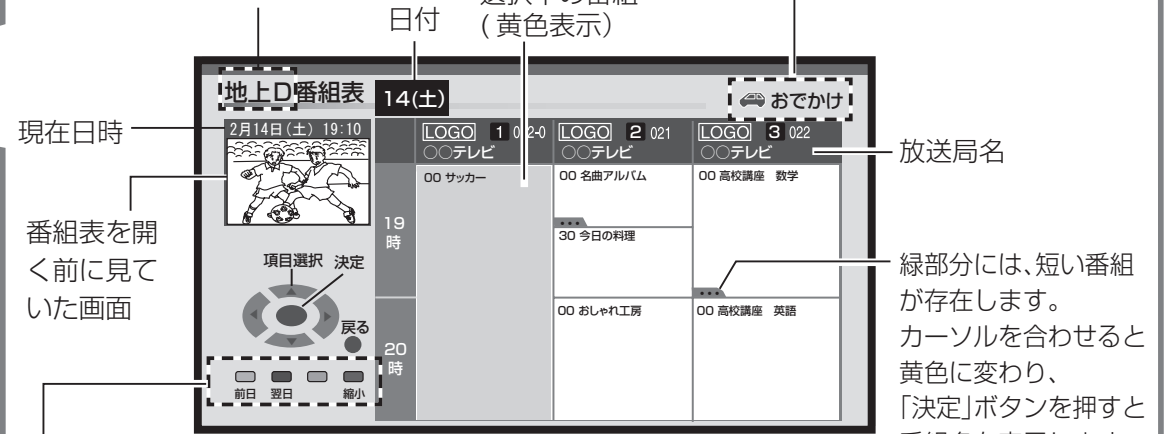 日付
選択中の番組
(黄色表示)
地上D番組表
14(土)
おでかけ
現在日時
2月14日(土) 19:10
LOGO 1
○○テレビ
LOGO 2 021
○○テレビ
LOGO 3 022
○○テレビ
放送局名
番組表を開
く前に見て
いた画面
19
時
00 サッカー
00 名曲アルバム
30 今日の料理
00 高校講座 数学
項目選択 決定
戻る
20
時
00 おしゃれ工房
00 高校講座 英語
前日 翌日 縮小
緑部分には、短い番組
が存在します。
カーソルを合わせると
黄色に変わり、
「決定」ボタンを押すと